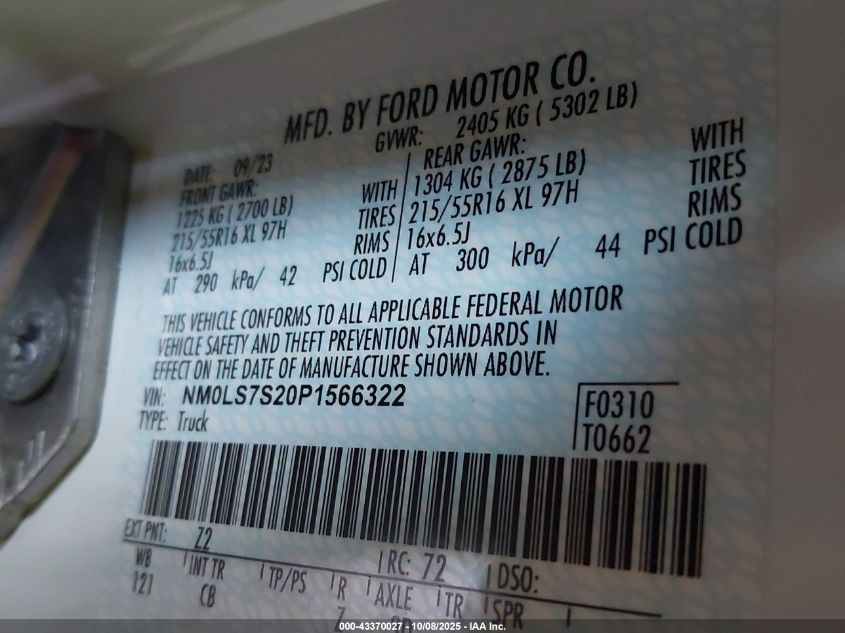 MFD. BY FORD MOTOR CO.
DATE: 09/23 GVWR: 2405 KG ( 5302 LB)
FRONT GAWR: REAR GAWR:
1225 KG ( 2700 LB) WITH 1304 KG ( 2875 LB) WITH
215/55R16 XL 97H TIRES 215/55R16 XL 97H TIRES
16x6.5J RIMS 16x6.5J RIMS
AT 290 kPa/ 42 PSI COLD AT 300 kPa/ 44 PSI COLD
THIS VEHICLE CONFORMS TO ALL APPLICABLE FEDERAL MOTOR
VEHICLE SAFETY AND THEFT PREVENTION STANDARDS IN
EFFECT ON THE DATE OF MANUFACTURE SHOWN ABOVE.
VIN: NM0LS7S20P1566322
TYPE: Truck
F0310
T0662
EXT PNT: Z2 RC: 72 DSO:
WB INT TR TP/PS R AXLE TR SPR
121 CB
000-43370027 - 10/08/2025 - IAA Inc.